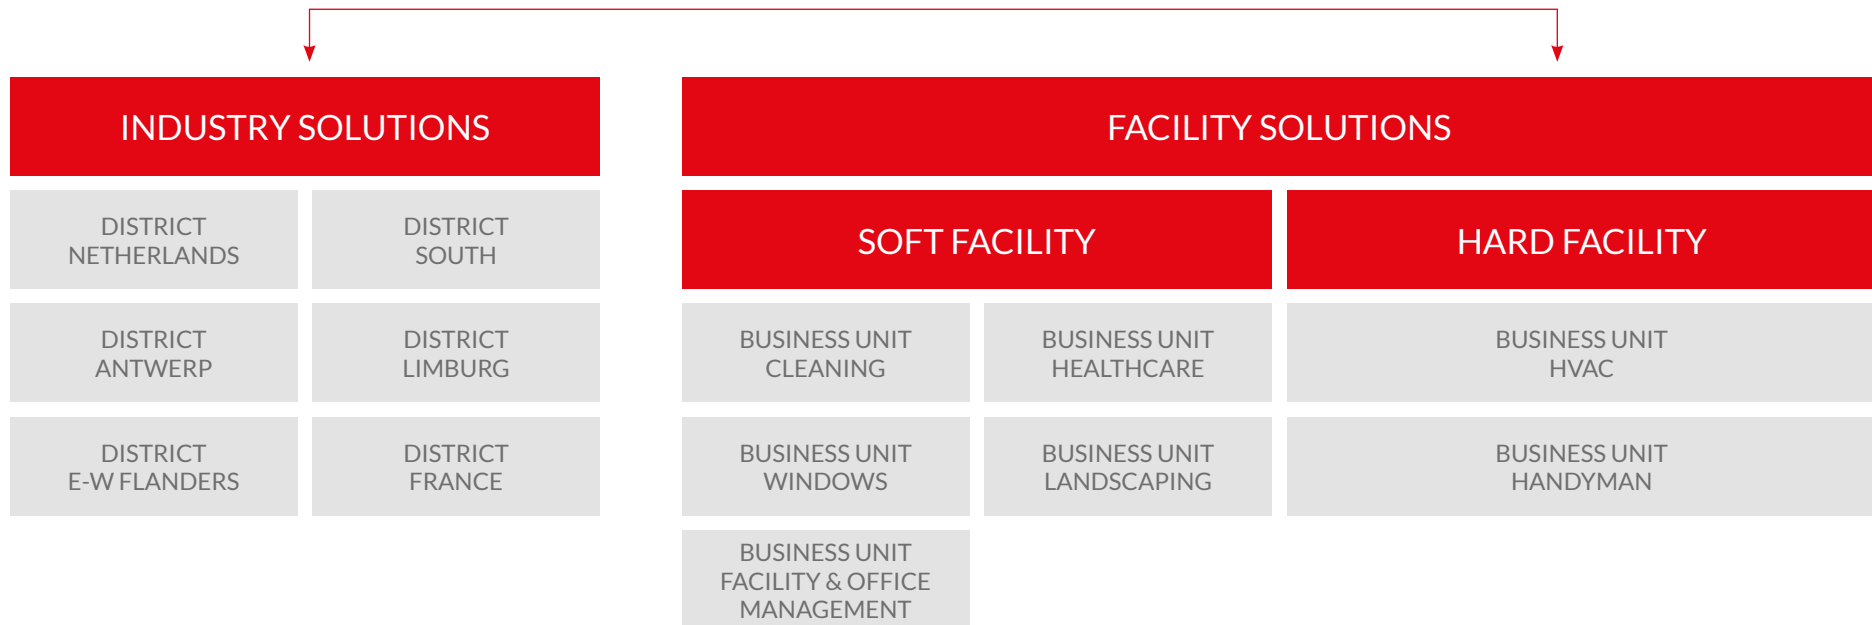 INDUSTRY SOLUTIONS
DISTRICT
NETHERLANDS
DISTRICT
SOUTH
DISTRICT
ANTWERP
DISTRICT
LIMBURG
DISTRICT
E-W FLANDERS
DISTRICT
FRANCE
FACILITY SOLUTIONS
SOFT FACILITY
BUSINESS UNIT
CLEANING
BUSINESS UNIT
HEALTHCARE
BUSINESS UNIT
WINDOWS
BUSINESS UNIT
LANDSCAPING
BUSINESS UNIT
FACILITY & OFFICE
MANAGEMENT
HARD FACILITY
BUSINESS UNIT
HVAC
BUSINESS UNIT
HANDYMAN